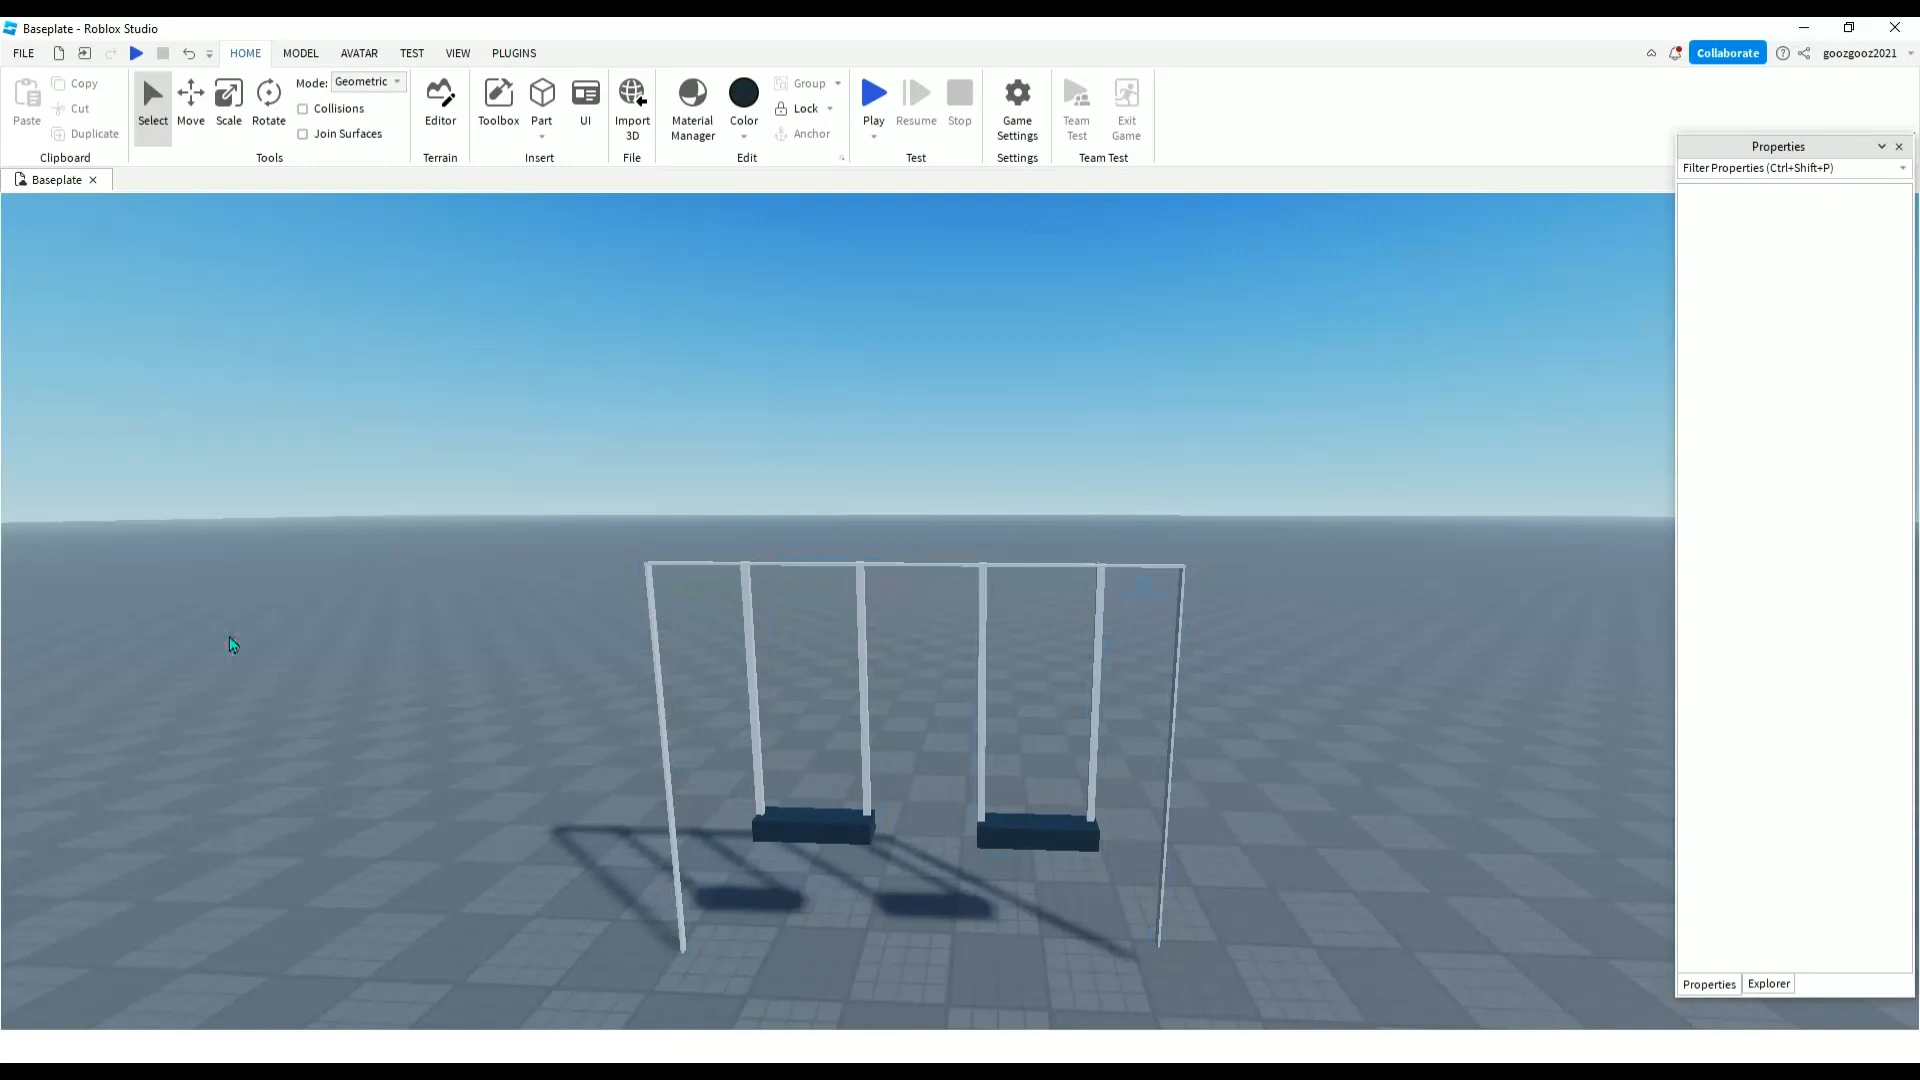 Baseplate - Roblox Studio
FILE HOME MODEL AVATAR TEST VIEW PLUGINS Collaborate goozgooz2021
Paste Copy Cut Duplicate
Clipboard
Select Move Scale Rotate Mode: Geometric
Collisions
Join Surfaces
Tools
Editor
Terrain
Toolbox Part UI
Insert
Import 3D
File
Material Manager Color Group Lock Anchor
Edit
Play Resume Stop
Test
Game Settings
Settings
Team Test Exit Game
Team Test
Baseplate
Properties
Filter Properties (Ctrl+Shift+P)
Properties Explorer